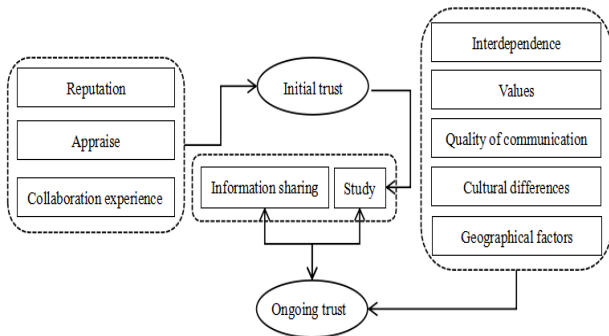 Reputation
Appraise
Collaboration experience
Initial trust
Information sharing
Study
Ongoing trust
Interdependence
Values
Quality of communication
Cultural differences
Geographical factors